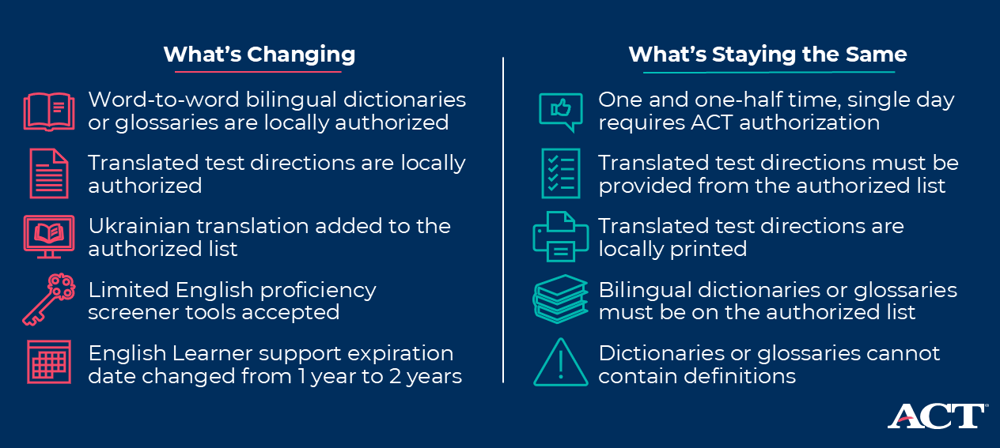 What’s Changing
Word-to-word bilingual dictionaries
or glossaries are locally authorized
Translated test directions are locally
authorized
Ukrainian translation added to the
authorized list
Limited English proficiency
screener tools accepted
English Learner support expiration
date changed from 1 year to 2 years
What’s Staying the Same
One and one-half time, single day
requires ACT authorization
Translated test directions must be
provided from the authorized list
Translated test directions are
locally printed
Bilingual dictionaries or glossaries
must be on the authorized list
Dictionaries or glossaries cannot
contain definitions
ACT®